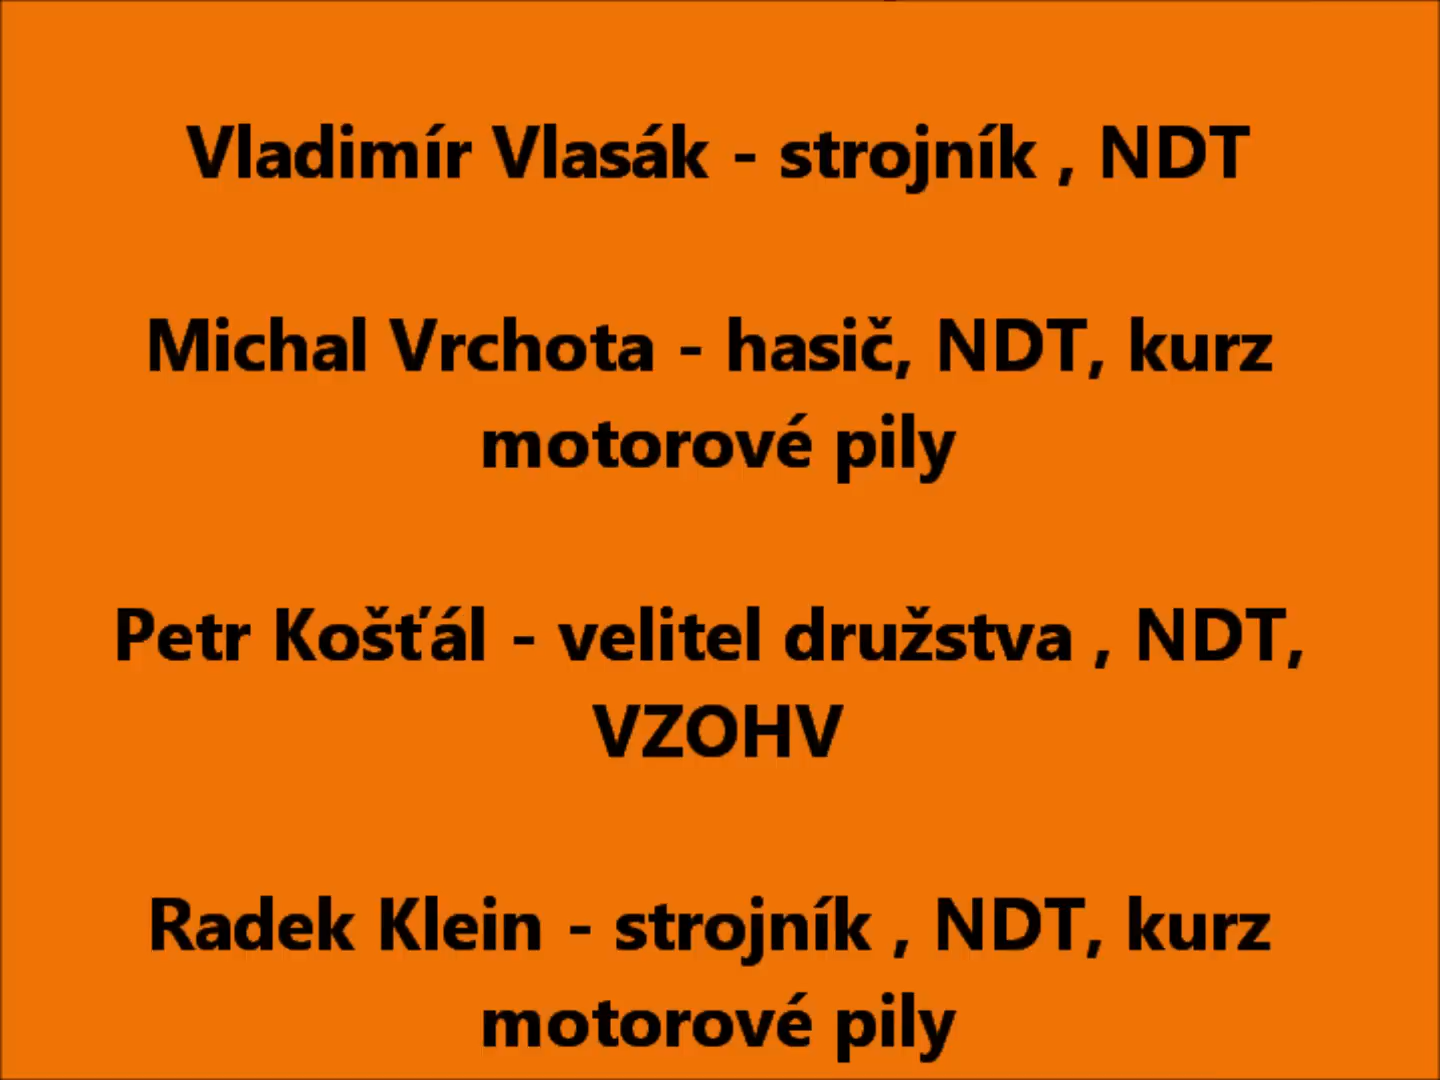 Vladimír Vlasák - strojník , NDT
Michal Vrchota - hasič, NDT, kurz
motorové pily
Petr Košťál - velitel družstva , NDT,
VZOHV
Radek Klein - strojník , NDT, kurz
motorové pily